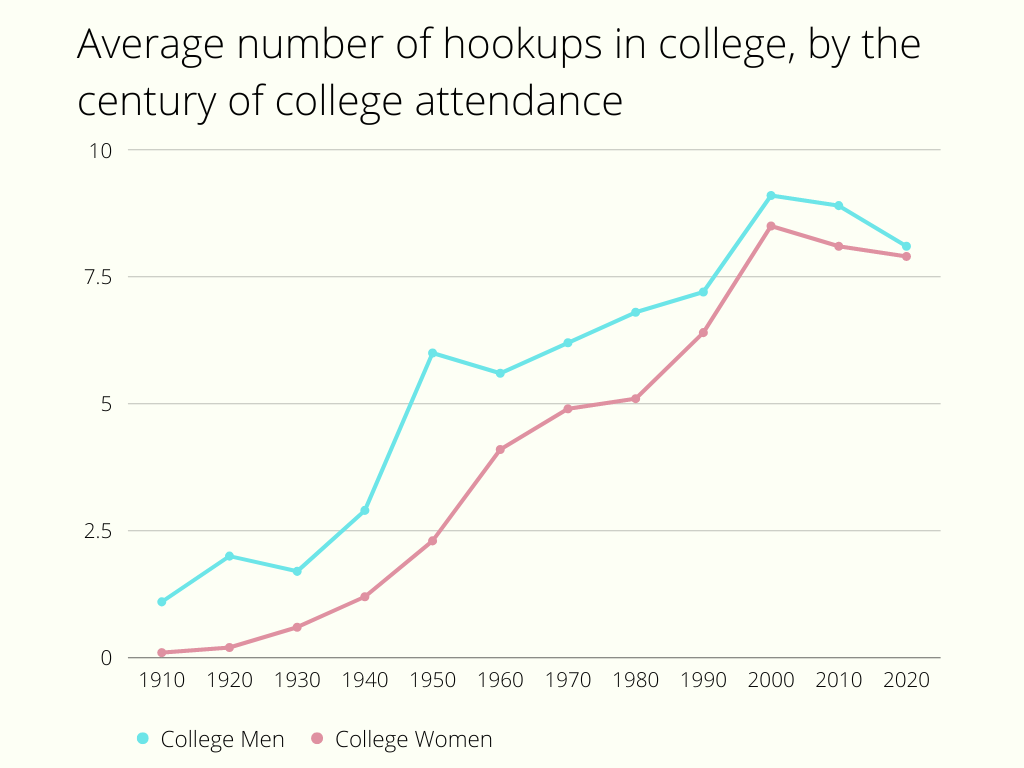 Average number of hookups in college, by the
century of college attendance
10
7.5
5
2.5
0
1910 1920 1930 1940 1950 1960 1970 1980 1990 2000 2010 2020
College Men College Women